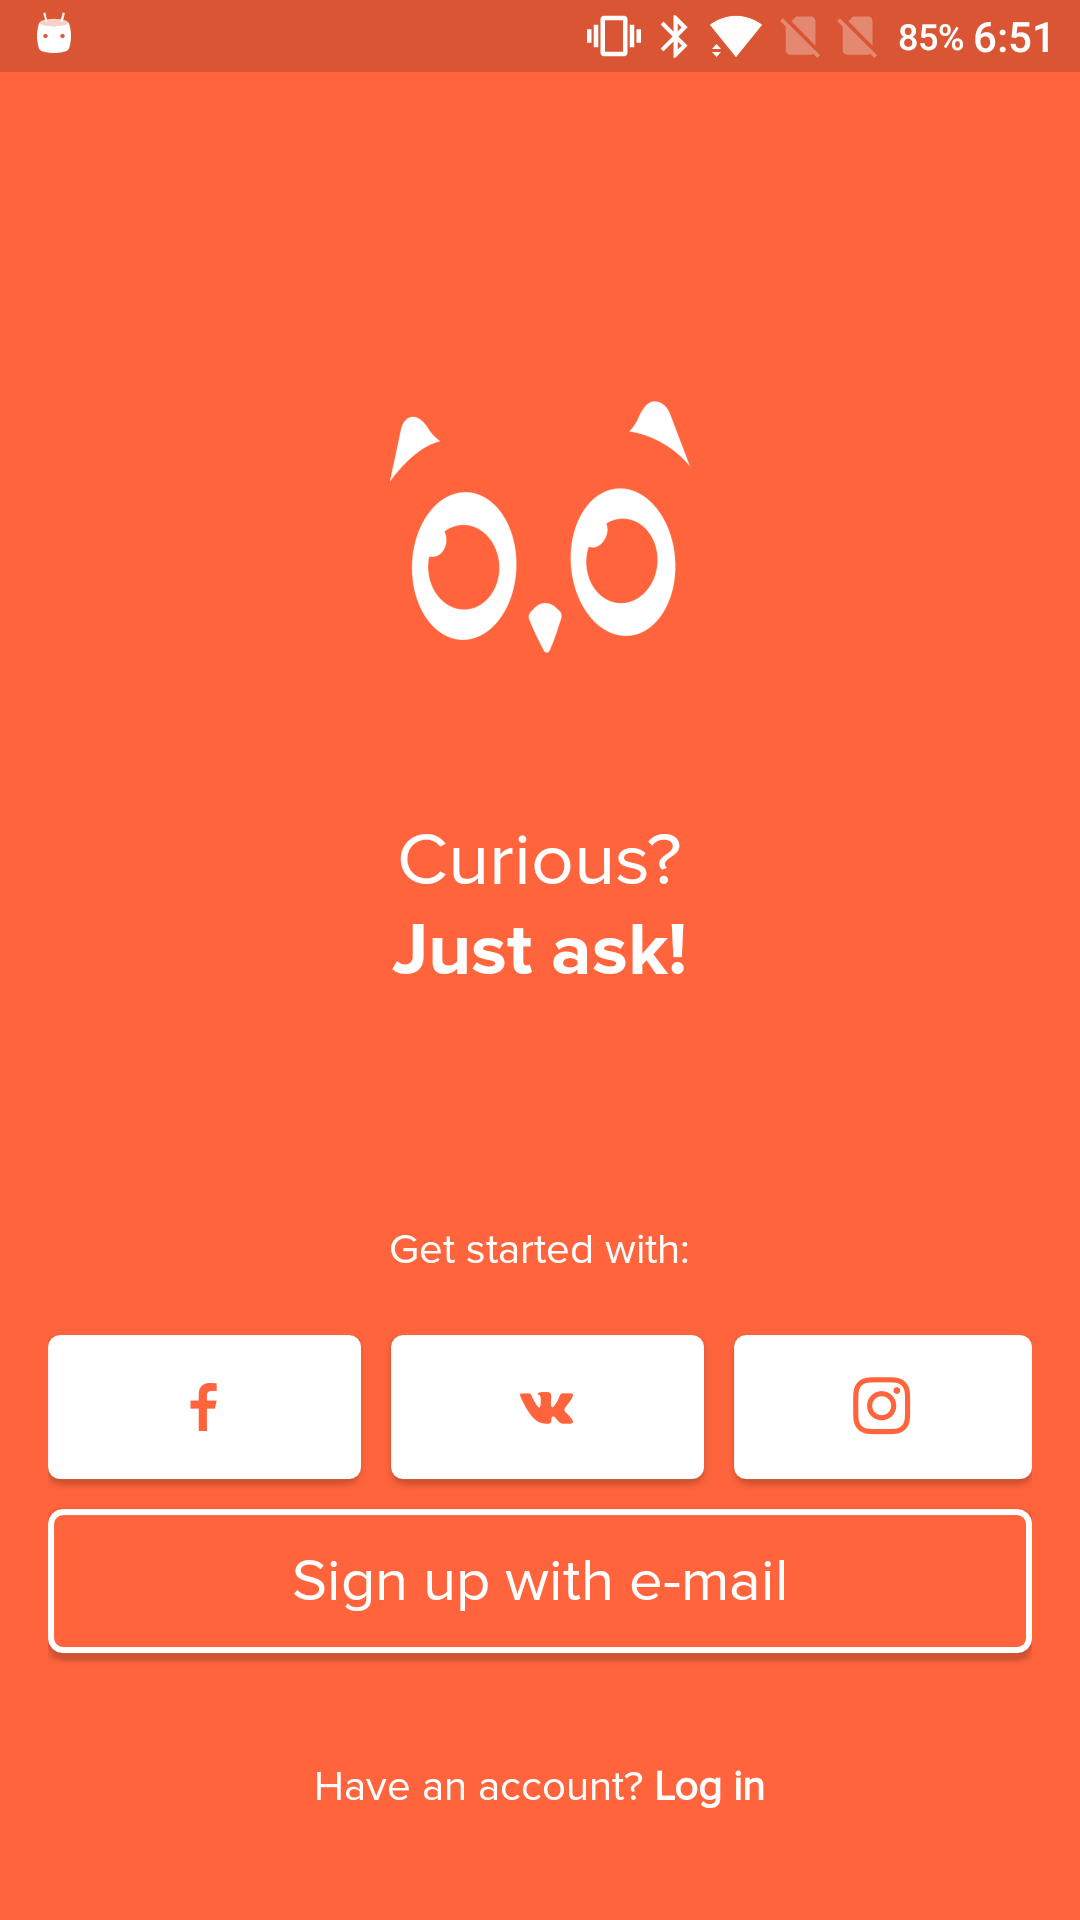 85% 6:51
Curious?
Just ask!
Get started with:
Sign up with e-mail
Have an account? Log in